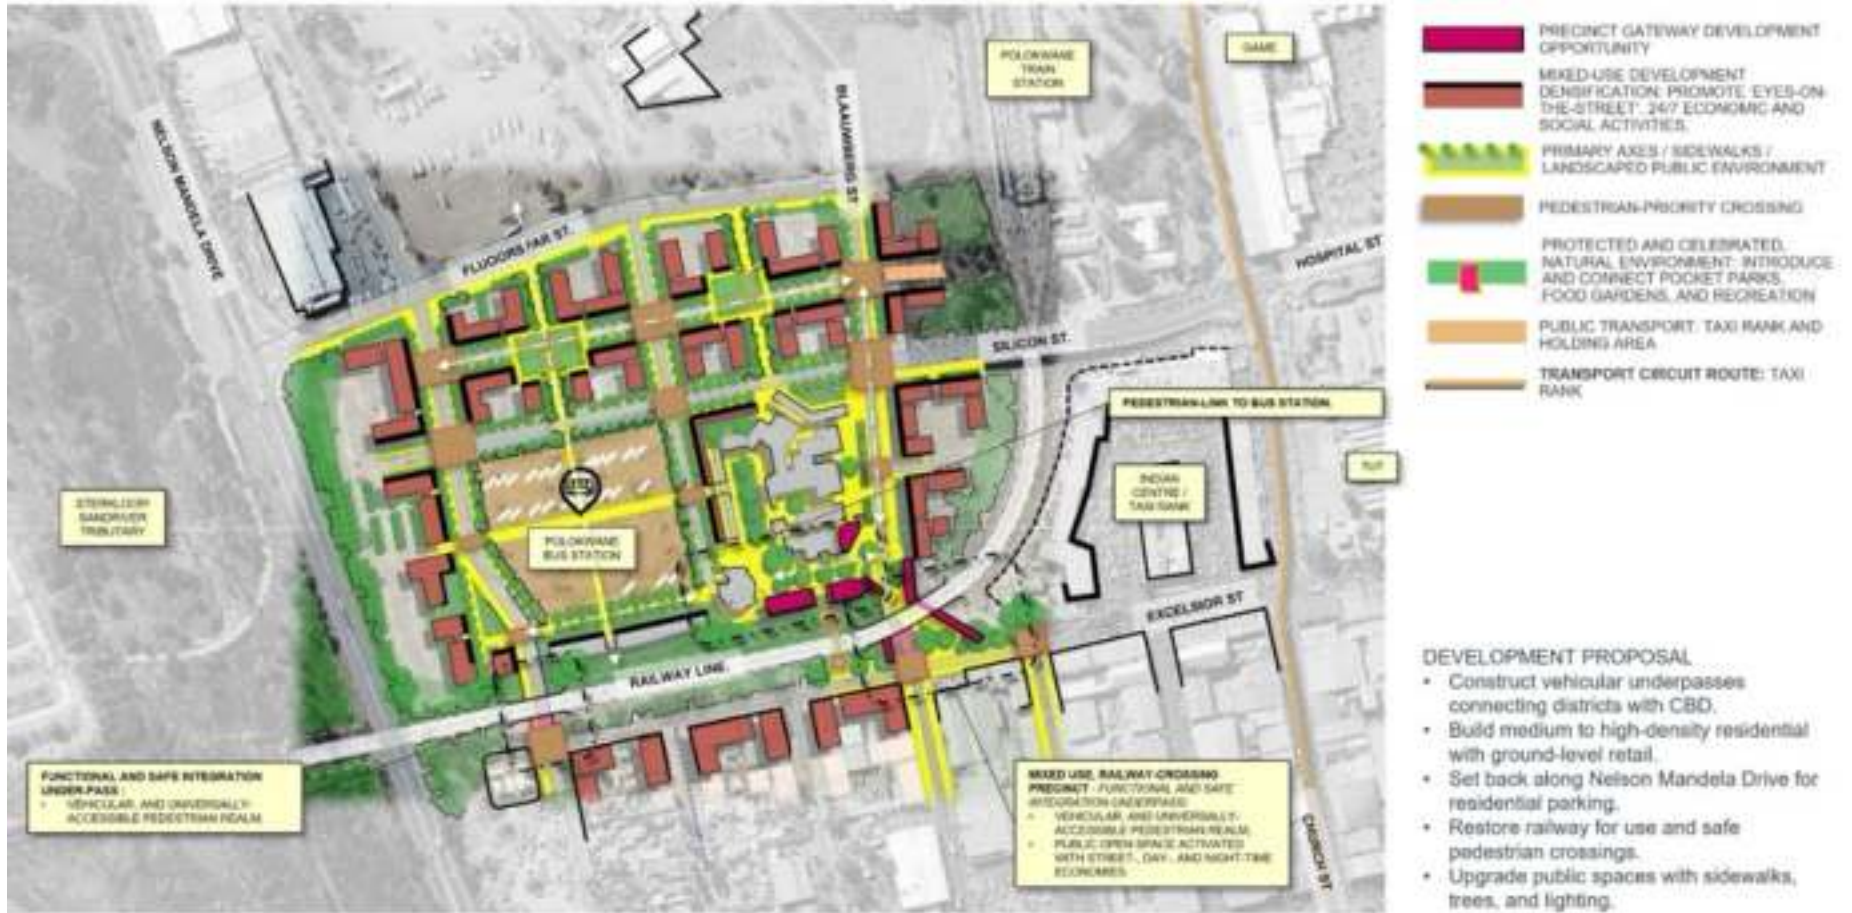 NELSON MANDELA DRIVE
FLUORSPAR ST.
BLAUWBERG ST
POLOKWANE
TRAIN
STATION
GAME
HOSPITAL ST
SILICON ST.
PEDESTRIAN-LINK TO BUS STATION.
INDIAN
CENTRE /
TAXI RANK
TUT
STERKLOOP/
SANDRIVER
TRIBUTARY
POLOKWANE
BUS STATION
EXCELSIOR ST
RAILWAY LINE.
CHURCH ST
FUNCTIONAL AND SAFE INTEGRATION
UNDER-PASS :
• VEHICULAR, AND UNIVERSALLY-
ACCESSIBLE PEDESTRIAN REALM.
MIXED USE, RAILWAY-CROSSING
PRECINCT - FUNCTIONAL AND SAFE
INTEGRATION UNDERPASS:
• VEHICULAR, AND UNIVERSALLY-
ACCESSIBLE PEDESTRIAN REALM;
• PUBLIC OPEN SPACE ACTIVATED
WITH STREET-, DAY-, AND NIGHT-TIME
ECONOMIES.
PRECINCT GATEWAY DEVELOPMENT
OPPORTUNITY
MIXED-USE DEVELOPMENT
DENSIFICATION: PROMOTE 'EYES-ON-
THE-STREET', 24/7 ECONOMIC AND
SOCIAL ACTIVITIES.
PRIMARY AXES / SIDEWALKS /
LANDSCAPED PUBLIC ENVIRONMENT
PEDESTRIAN-PRIORITY CROSSING
PROTECTED AND CELEBRATED,
NATURAL ENVIRONMENT: INTRODUCE
AND CONNECT POCKET PARKS,
FOOD GARDENS, AND RECREATION
PUBLIC TRANSPORT: TAXI RANK AND
HOLDING AREA
TRANSPORT CIRCUIT ROUTE: TAXI
RANK
DEVELOPMENT PROPOSAL
• Construct vehicular underpasses
connecting districts with CBD.
• Build medium to high-density residential
with ground-level retail.
• Set back along Nelson Mandela Drive for
residential parking.
• Restore railway for use and safe
pedestrian crossings.
• Upgrade public spaces with sidewalks,
trees, and lighting.